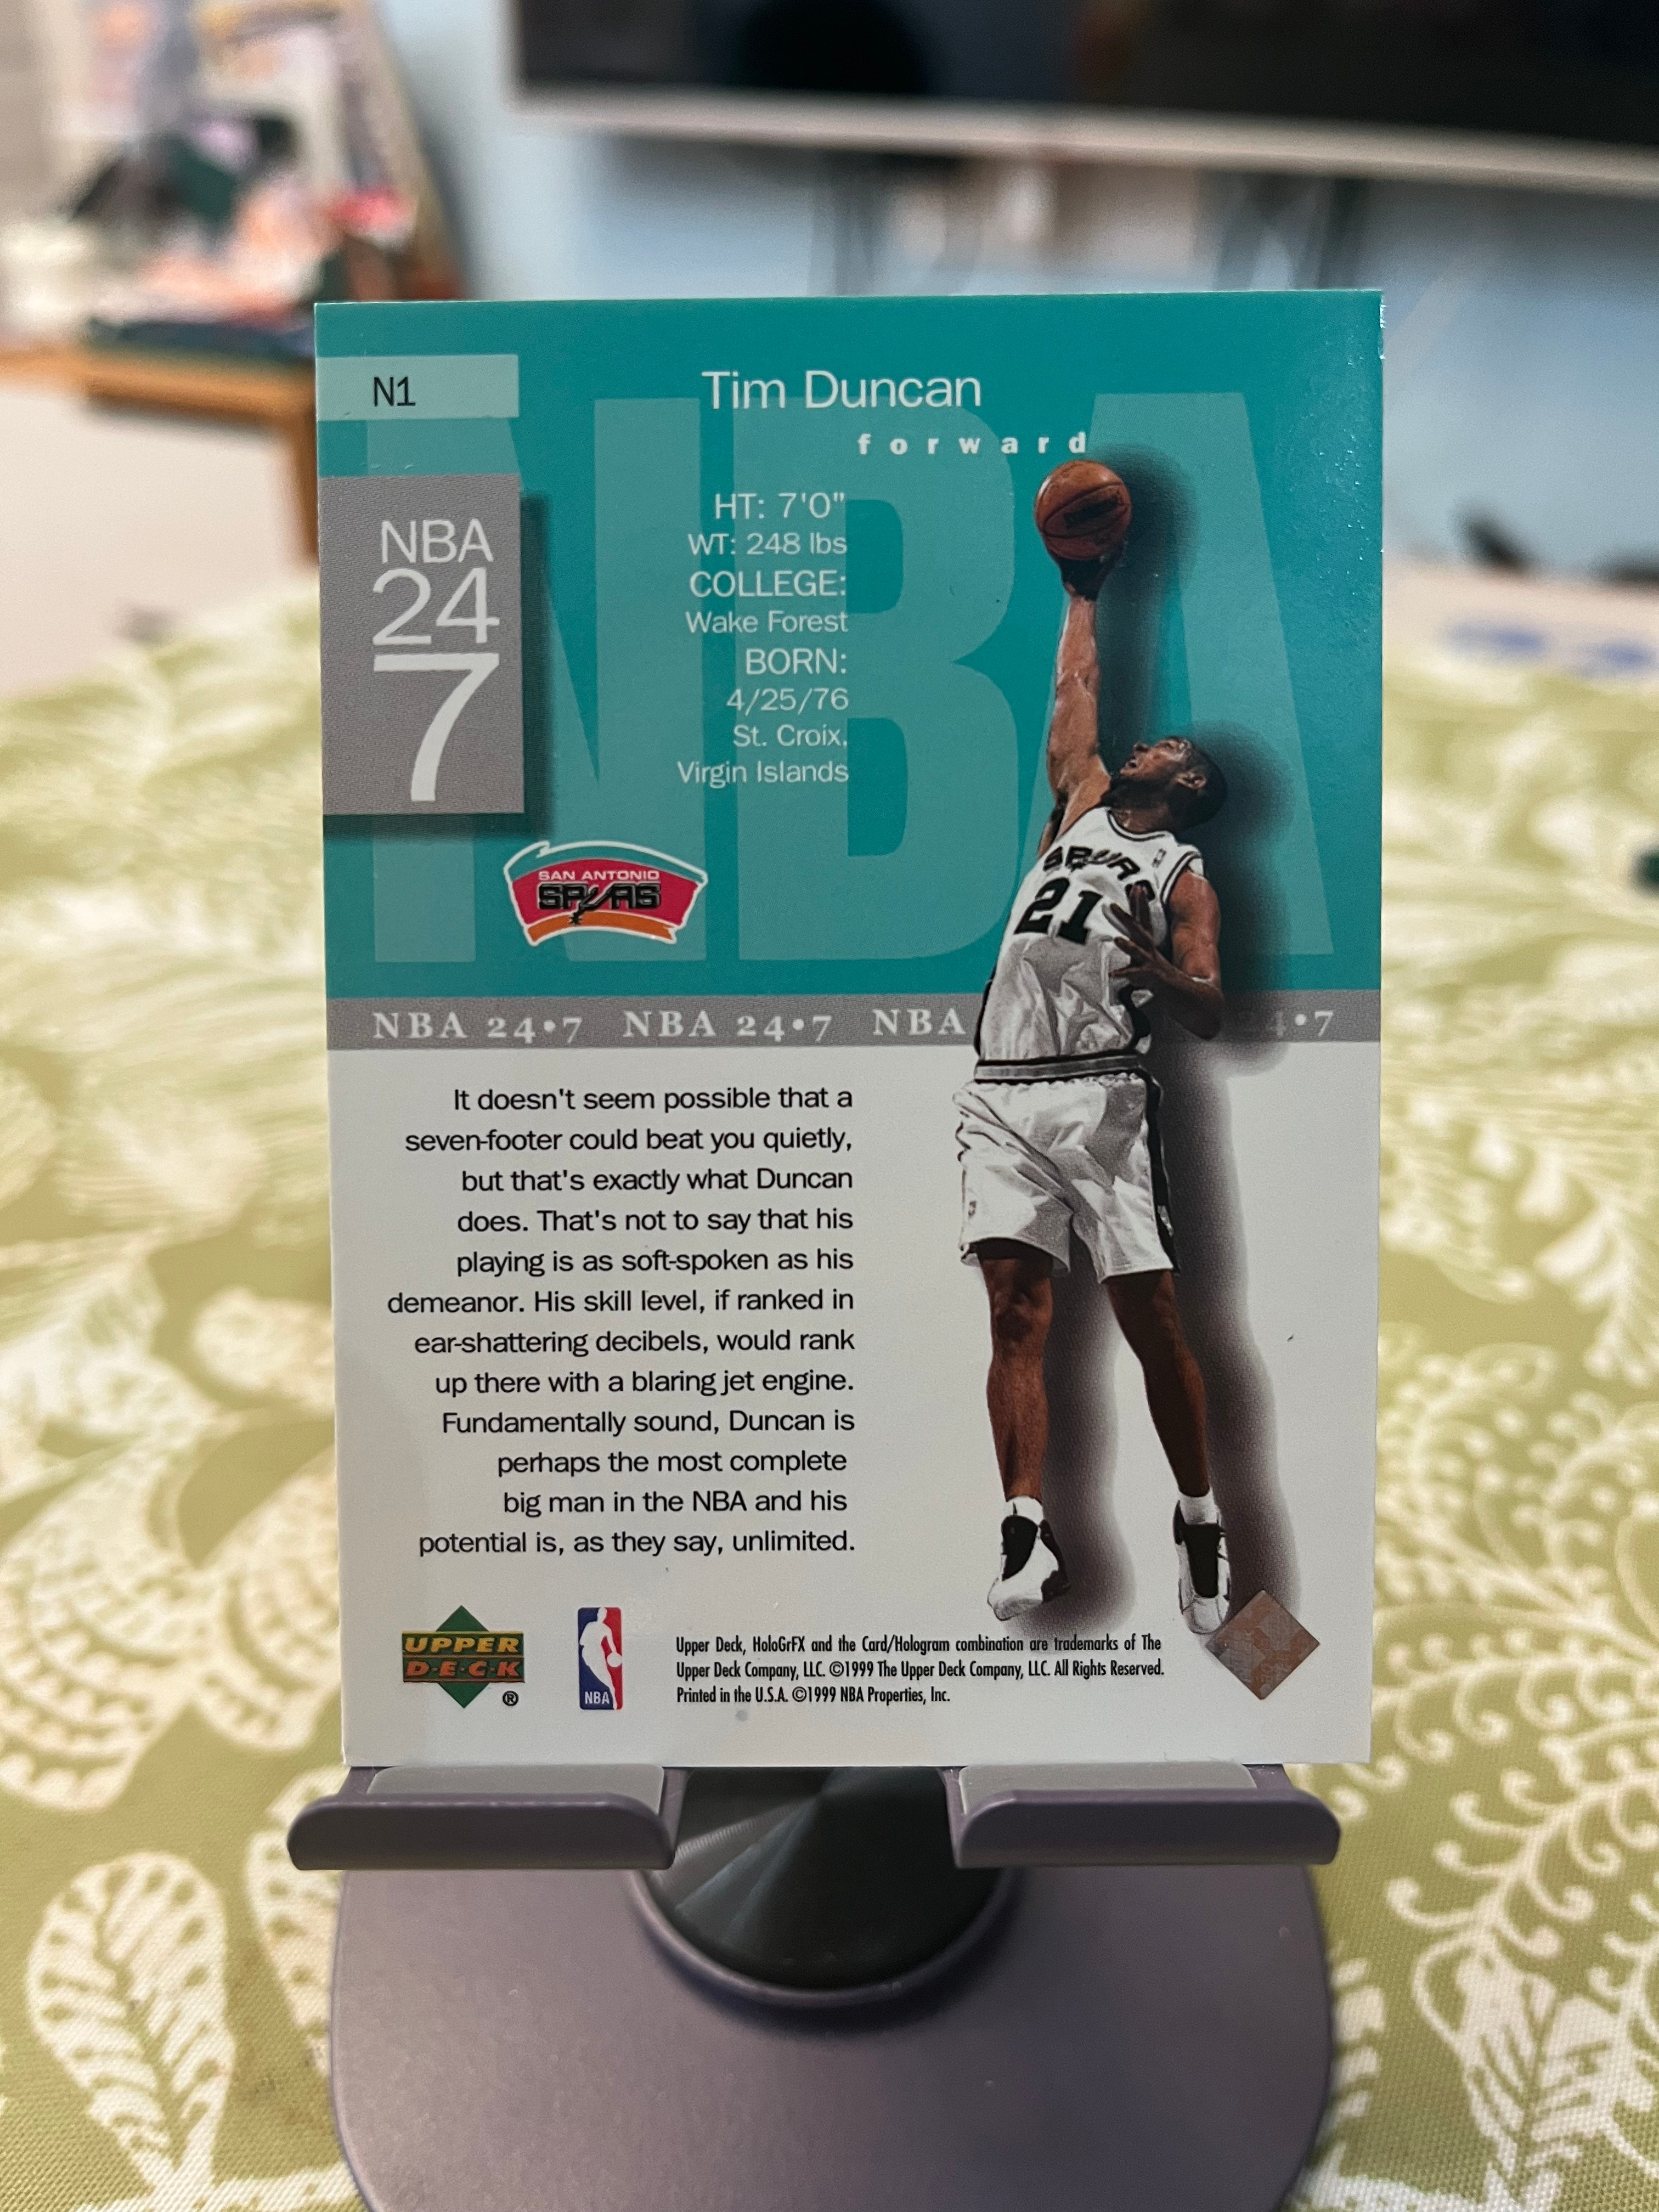 N1
Tim Duncan
forward
NBA
24
7
HT: 7'0"
WT: 248 lbs
COLLEGE:
Wake Forest
BORN:
4/25/76
St. Croix,
Virgin Islands
NBA
SAN ANTONIO
SPURS
SPURS
21
NBA 24•7 NBA 24•7 NBA 24•7
It doesn't seem possible that a
seven-footer could beat you quietly,
but that's exactly what Duncan
does. That's not to say that his
playing is as soft-spoken as his
demeanor. His skill level, if ranked in
ear-shattering decibels, would rank
up there with a blaring jet engine.
Fundamentally sound, Duncan is
perhaps the most complete
big man in the NBA and his
potential is, as they say, unlimited.
UPPER
D·E·C·K
®
NBA
Upper Deck, HoloGrFX and the Card/Hologram combination are trademarks of The
Upper Deck Company, LLC. ©1999 The Upper Deck Company, LLC. All Rights Reserved.
Printed in the U.S.A. ©1999 NBA Properties, Inc.